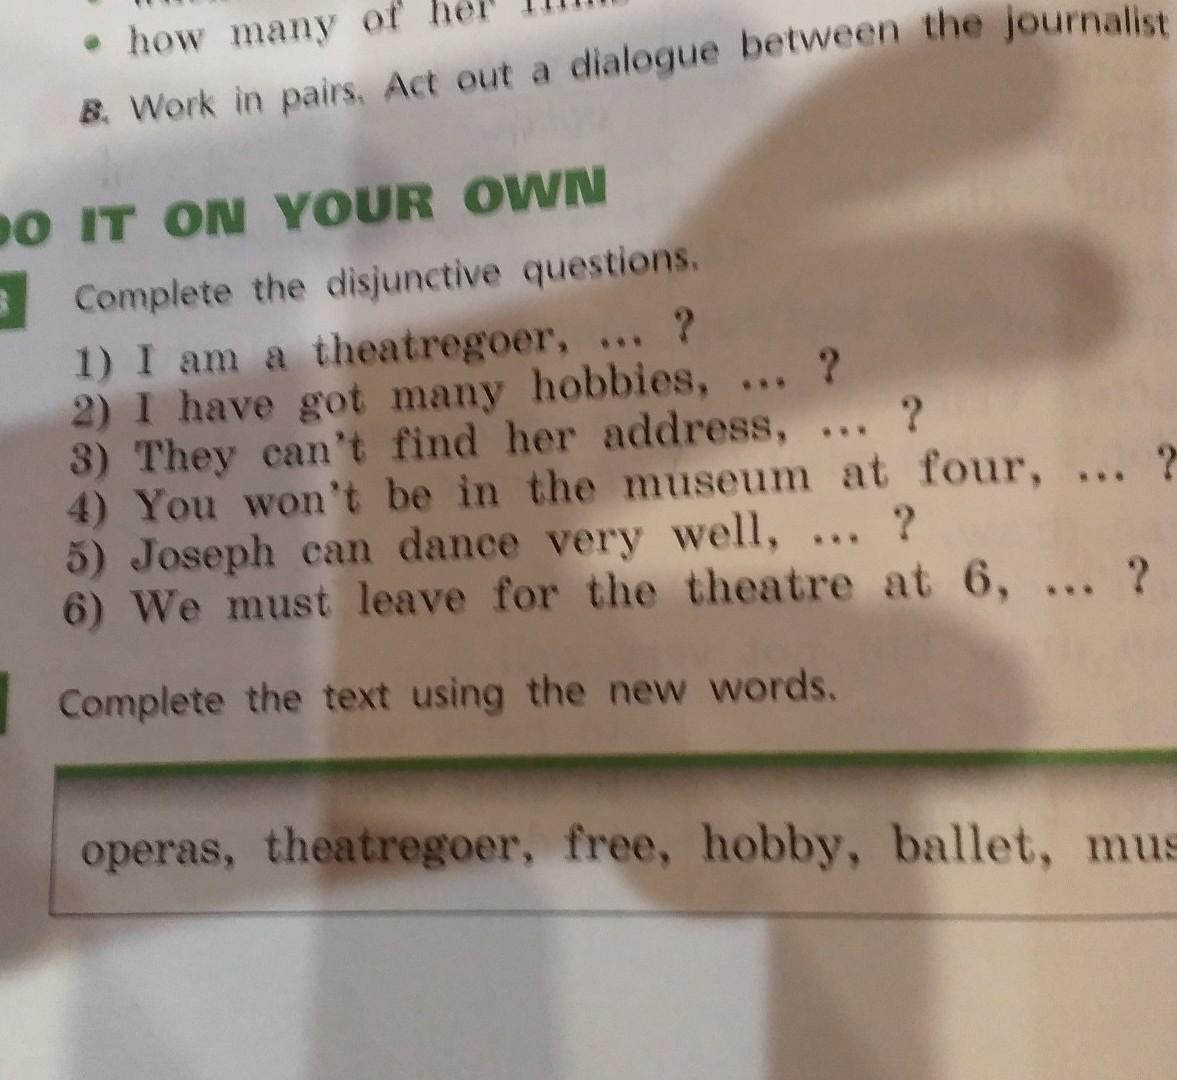 • how many of her
B. Work in pairs. Act out a dialogue between the journalist
DO IT ON YOUR OWN
Complete the disjunctive questions.
1) I am a theatregoer, ... ?
2) I have got many hobbies, ... ?
3) They can't find her address, ... ?
4) You won't be in the museum at four, ... ?
5) Joseph can dance very well, ... ?
6) We must leave for the theatre at 6, ... ?
Complete the text using the new words.
operas, theatregoer, free, hobby, ballet,